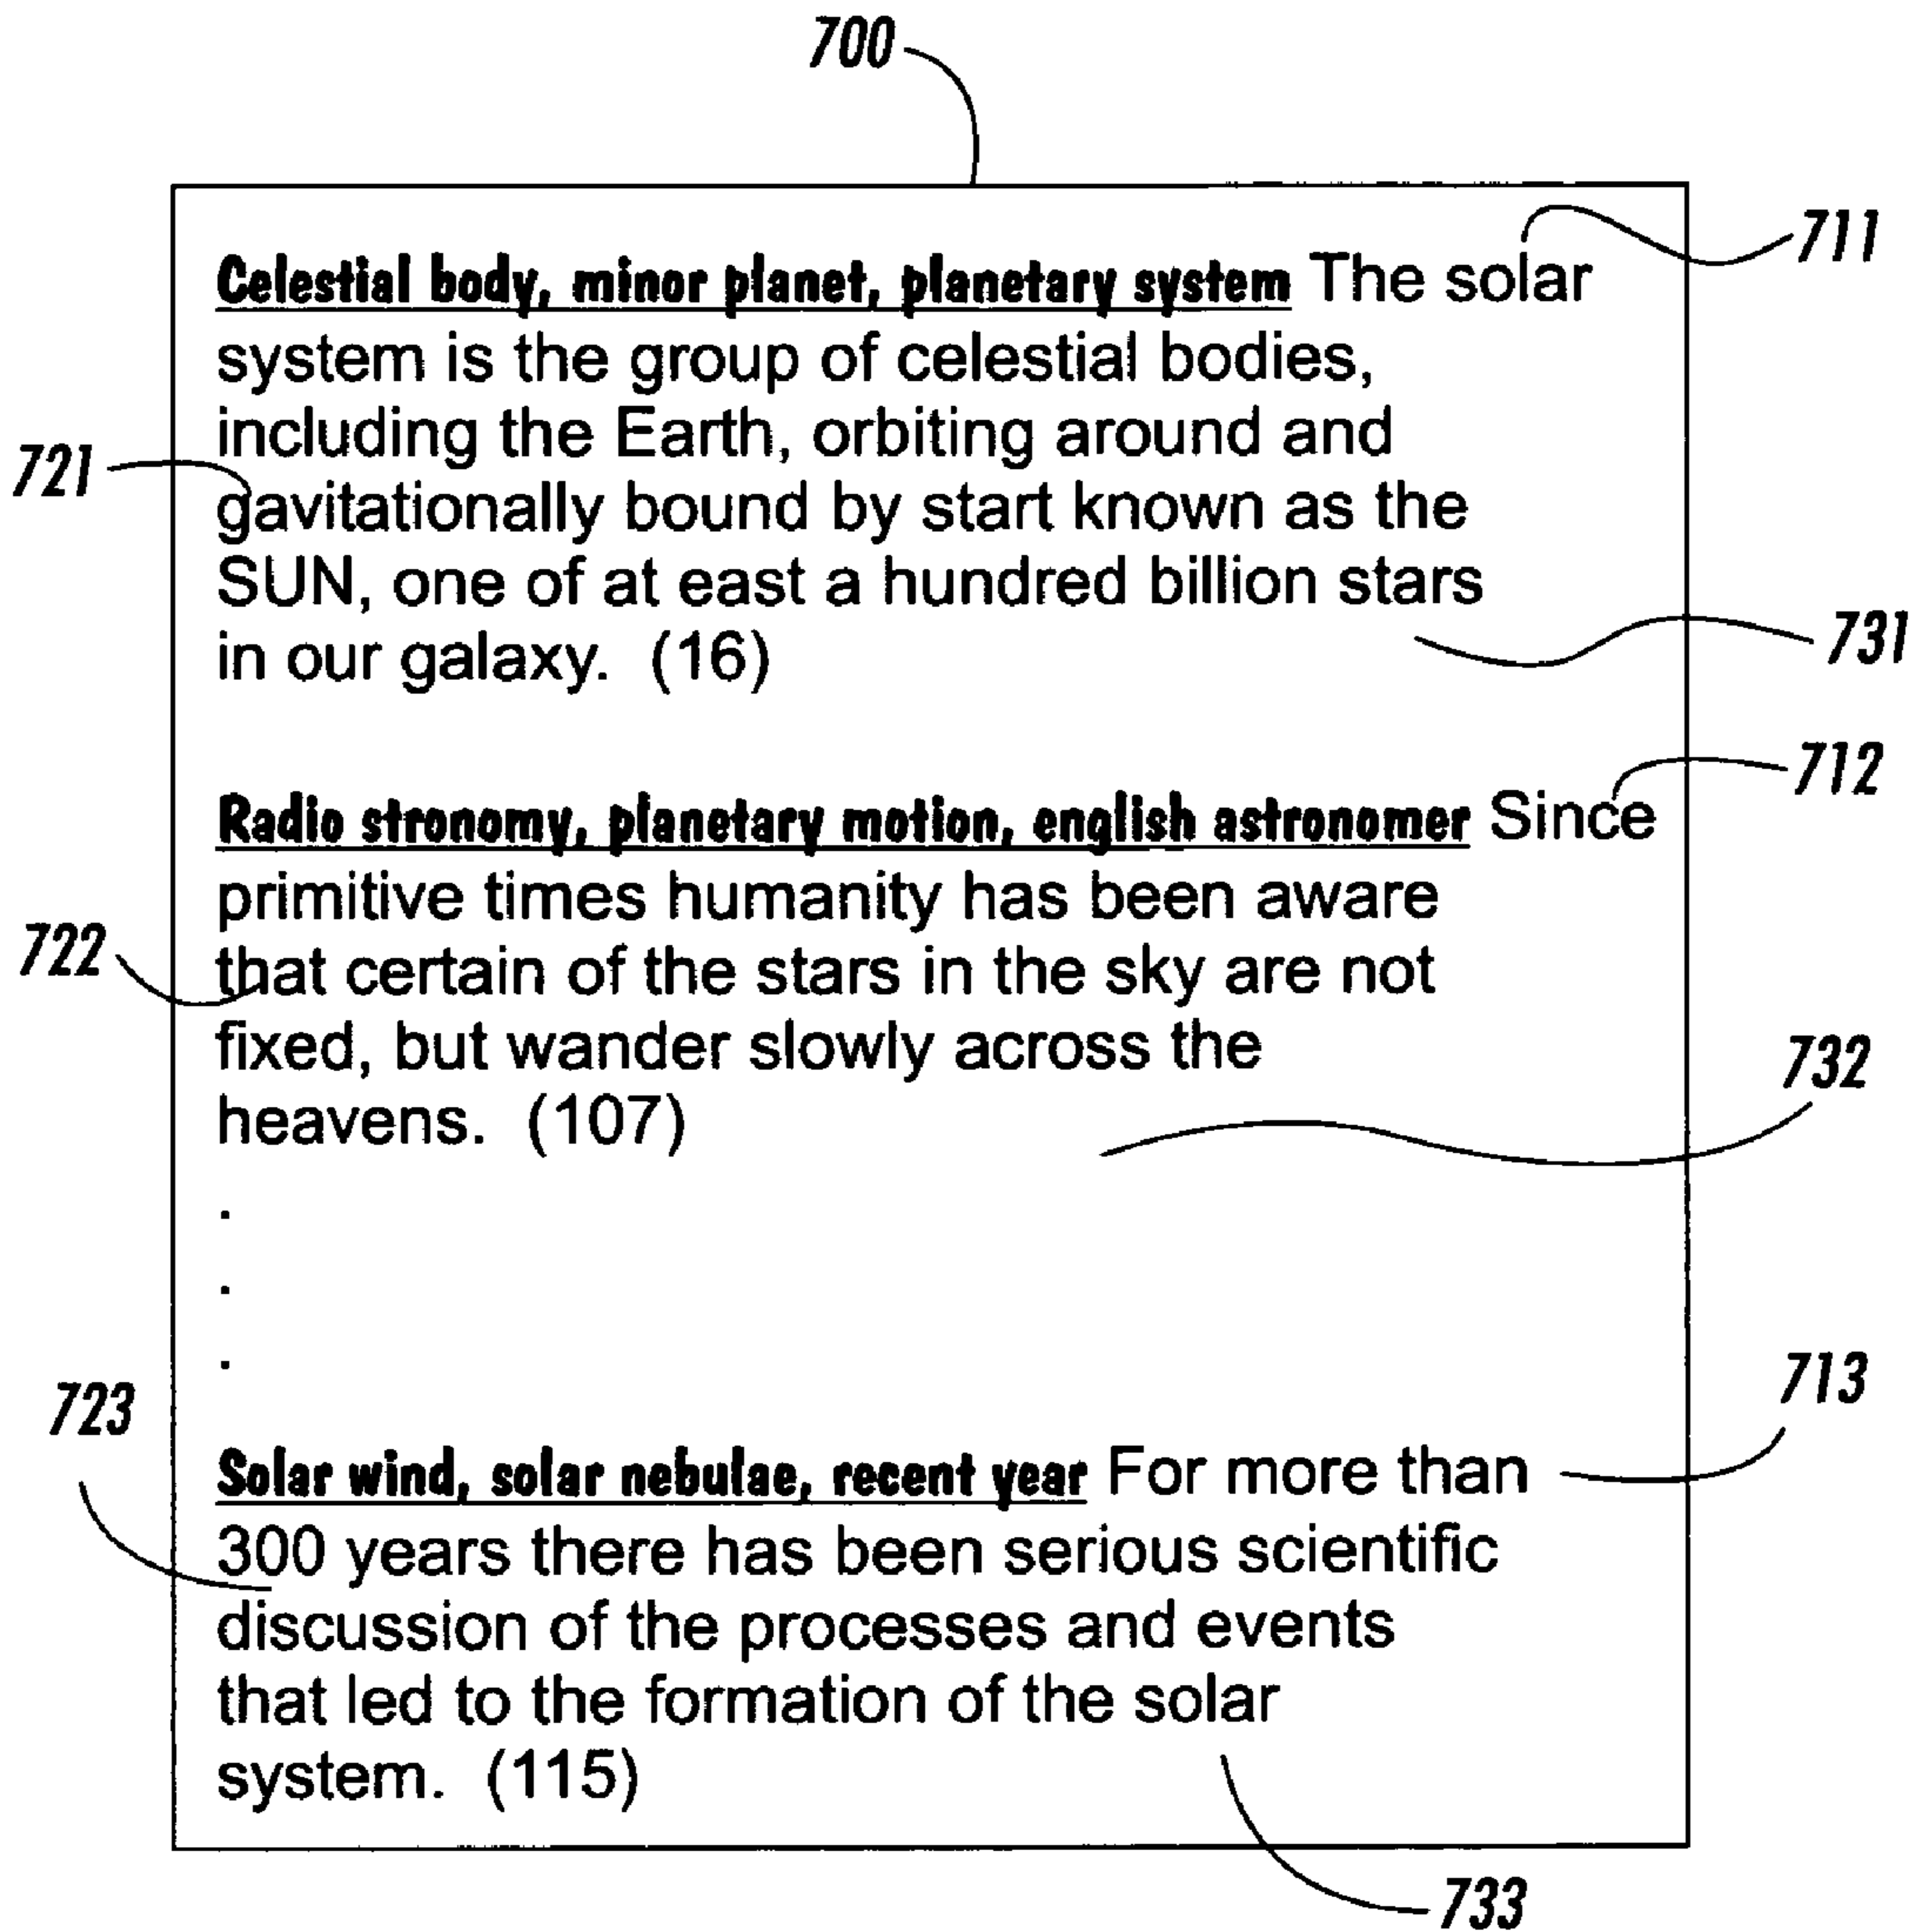 700
711
Celestial body, minor planet, planetary system The solar
system is the group of celestial bodies,
including the Earth, orbiting around and
721
gavitationally bound by start known as the
SUN, one of at east a hundred billion stars
731
in our galaxy. (16)
712
Radio stronomy, planetary motion, english astronomer Since
primitive times humanity has been aware
722
that certain of the stars in the sky are not
fixed, but wander slowly across the
732
heavens. (107)
.
.
.
713
723
Solar wind, solar nebulae, recent year For more than
300 years there has been serious scientific
discussion of the processes and events
that led to the formation of the solar
system. (115)
733